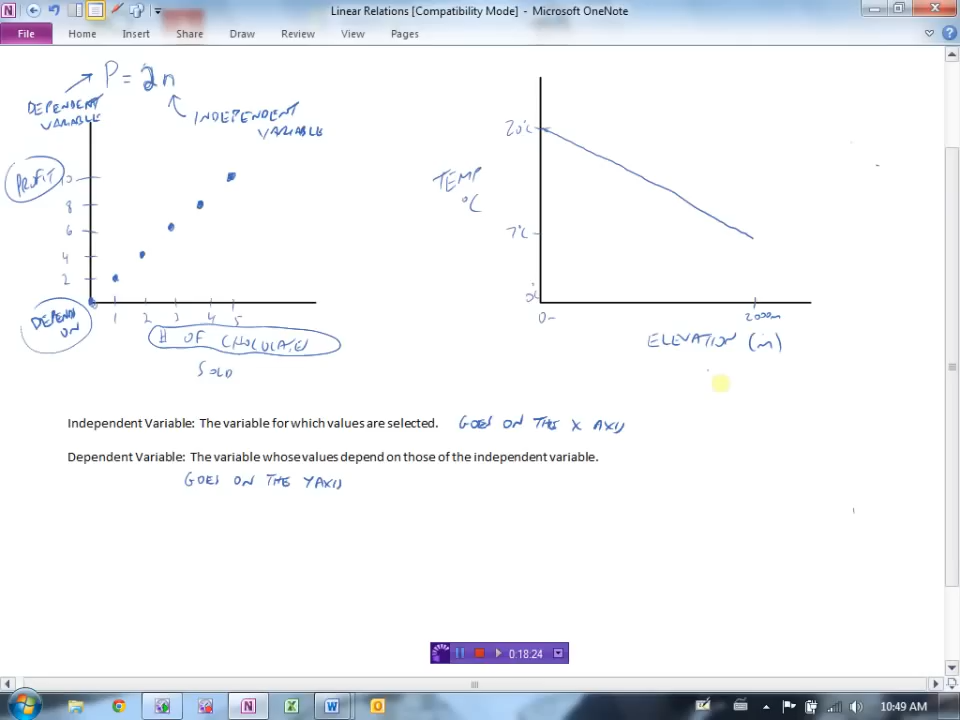 Linear Relations [Compatibility Mode] - Microsoft OneNote
File Home Insert Share Draw Review View Pages
P = 2n
DEPENDENT
VARIABLE
INDEPENDENT
VARIABLE
PROFIT
10
8
6
4
2
1 2 3 4 5
DEPENDS
ON
# OF CHOCOLATES
SOLD
20°C
TEMP
°C
7°C
0°C
0m
2000m
ELEVATION (m)
Independent Variable: The variable for which values are selected. GOES ON THE X AXIS
Dependent Variable: The variable whose values depend on those of the independent variable.
GOES ON THE Y AXIS
0.18.24
10:49 AM